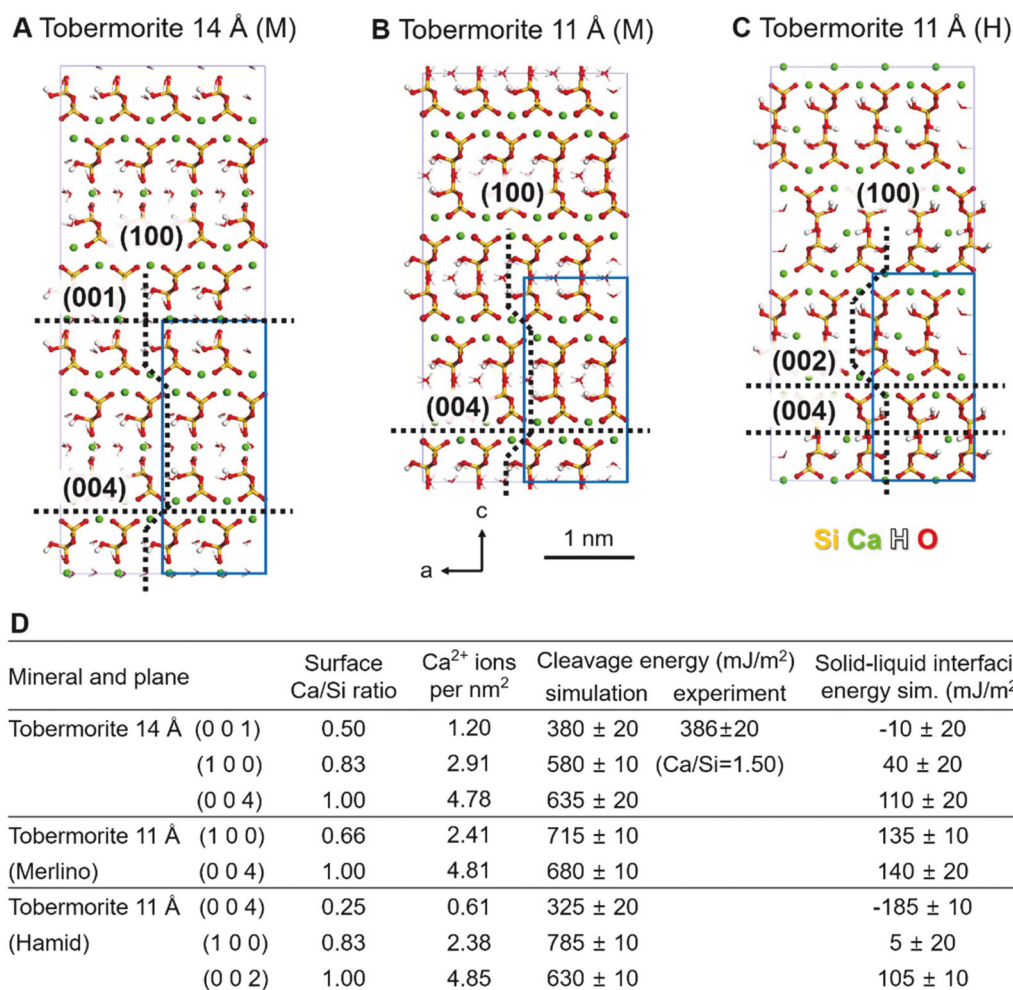 A Tobermorite 14 Å (M)
B Tobermorite 11 Å (M)
C Tobermorite 11 Å (H)
(100)
(001)
(004)
(100)
(004)
(100)
(002)
(004)
c
a
1 nm
Si Ca H O
D
Mineral and plane Surface Ca/Si ratio Ca2+ ions per nm2 Cleavage energy (mJ/m2) simulation experiment Solid-liquid interfaci energy sim. (mJ/m2
Tobermorite 14 Å (0 0 1) 0.50 1.20 380 ± 20 386±20 -10 ± 20
(1 0 0) 0.83 2.91 580 ± 10 (Ca/Si=1.50) 40 ± 20
(0 0 4) 1.00 4.78 635 ± 20 110 ± 20
Tobermorite 11 Å (1 0 0) 0.66 2.41 715 ± 10 135 ± 10
(Merlino) (0 0 4) 1.00 4.81 680 ± 10 140 ± 20
Tobermorite 11 Å (0 0 4) 0.25 0.61 325 ± 20 -185 ± 10
(Hamid) (1 0 0) 0.83 2.38 785 ± 10 5 ± 20
(0 0 2) 1.00 4.85 630 ± 10 105 ± 10